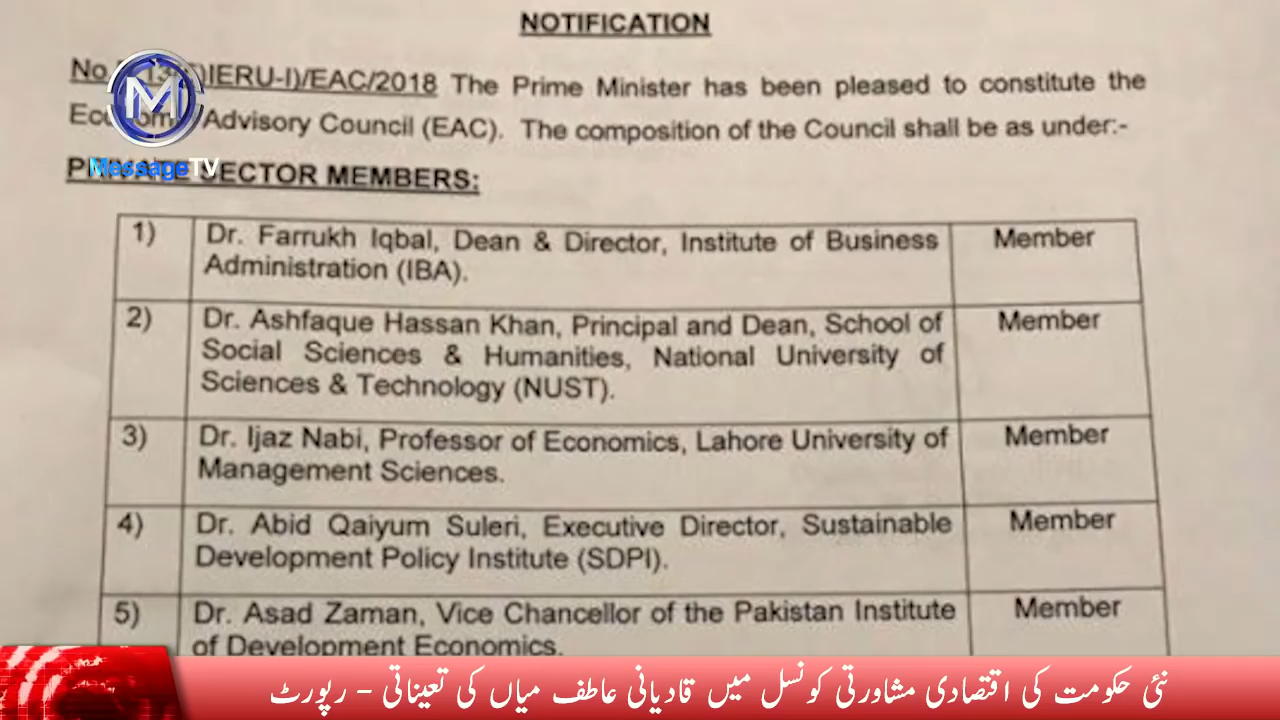 NOTIFICATION
No. IERU-I)/EAC/2018 The Prime Minister has been pleased to constitute the
Advisory Council (EAC). The composition of the Council shall be as under:-
SECTOR MEMBERS:
M
MessageTV
1) Dr. Farrukh Iqbal, Dean & Director, Institute of Business Member
Administration (IBA).
2) Dr. Ashfaque Hassan Khan, Principal and Dean, School of Member
Social Sciences & Humanities, National University of
Sciences & Technology (NUST).
3) Dr. Ijaz Nabi, Professor of Economics, Lahore University of Member
Management Sciences.
4) Dr. Abid Qaiyum Suleri, Executive Director, Sustainable Member
Development Policy Institute (SDPI).
5) Dr. Asad Zaman, Vice Chancellor of the Pakistan Institute Member
of Development Economics.
نئی حکومت کی اقتصادی مشاورتی کونسل میں قادیانی عاطف میاں کی تعیناتی - رپورٹ